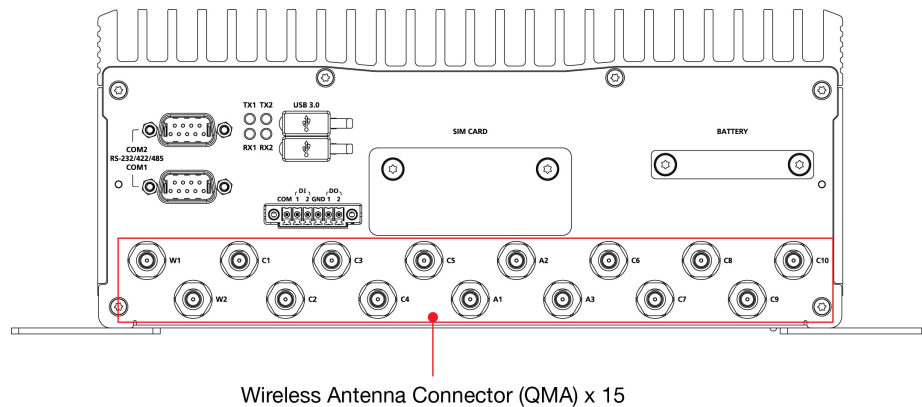 TX1 TX2
USB 3.0
RX1 RX2
COM2
RS-232/422/485
COM1
SIM CARD
BATTERY
DI
DO
COM 1 2 GND 1 2
W1
C1
C3
C5
A2
C6
C8
C10
W2
C2
C4
A1
A3
C7
C9
Wireless Antenna Connector (QMA) x 15